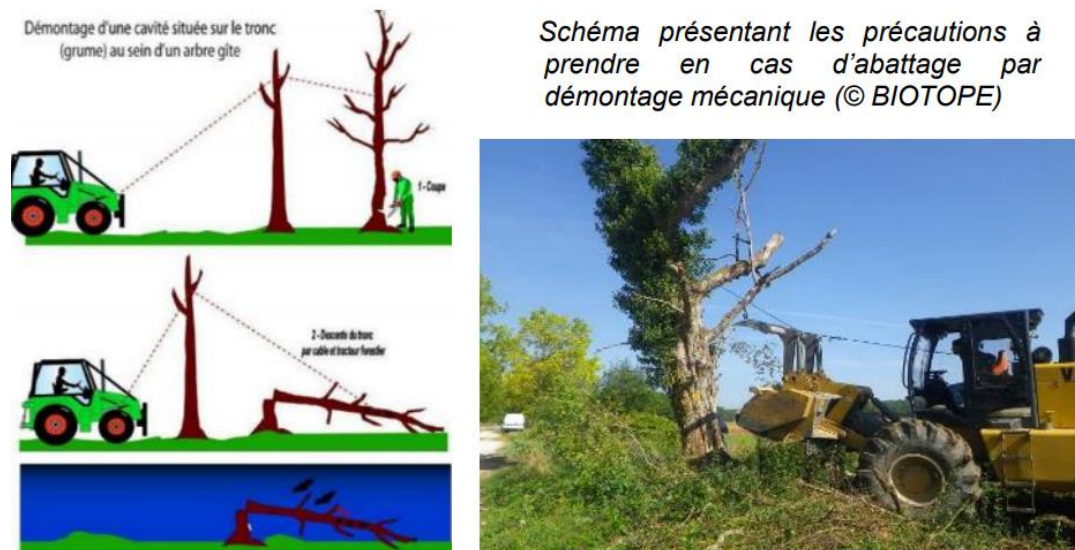 Démontage d'une cavité située sur le tronc
(grume) au sein d'un arbre gîte
1 - Coupe
2 - Descente du tronc
par cable et tracteur forestier
Schéma présentant les précautions à
prendre en cas d'abattage par
démontage mécanique (© BIOTOPE)
V